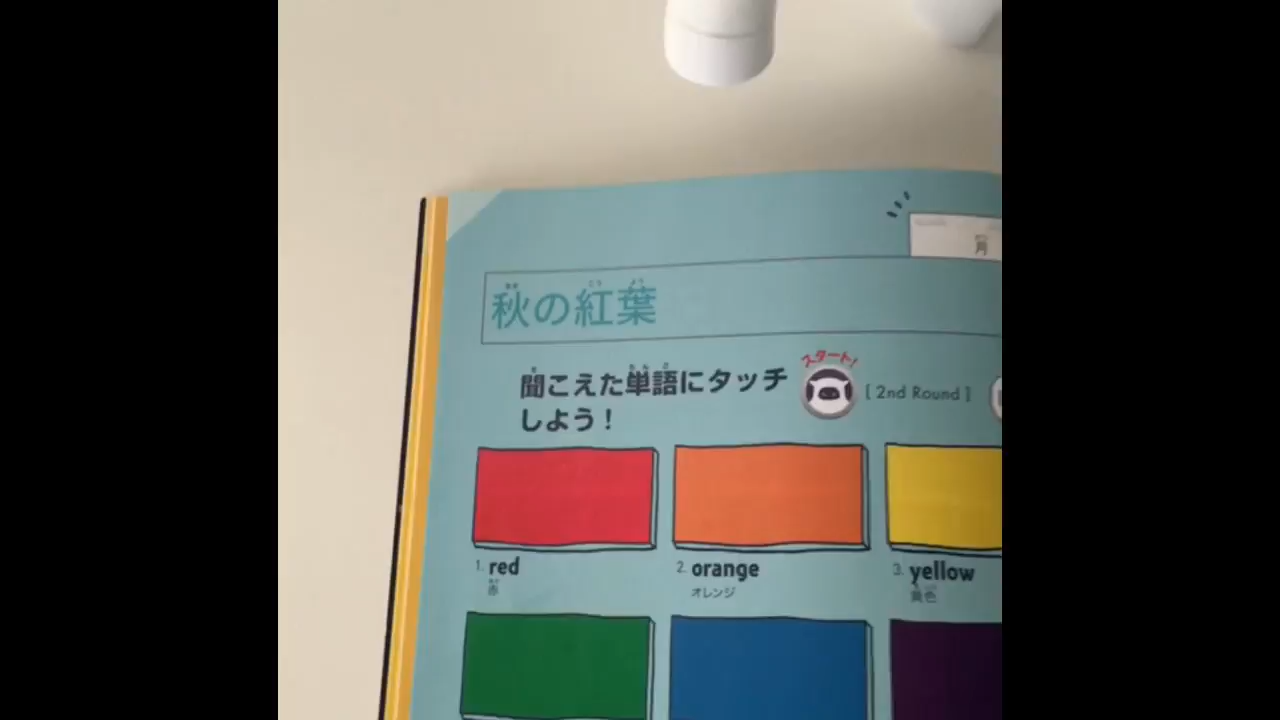 月
秋の紅葉
スタート!
聞こえた単語にタッチ
[ 2nd Round ]
しよう!
1. red
赤
2. orange
オレンジ
3. yellow
黄色